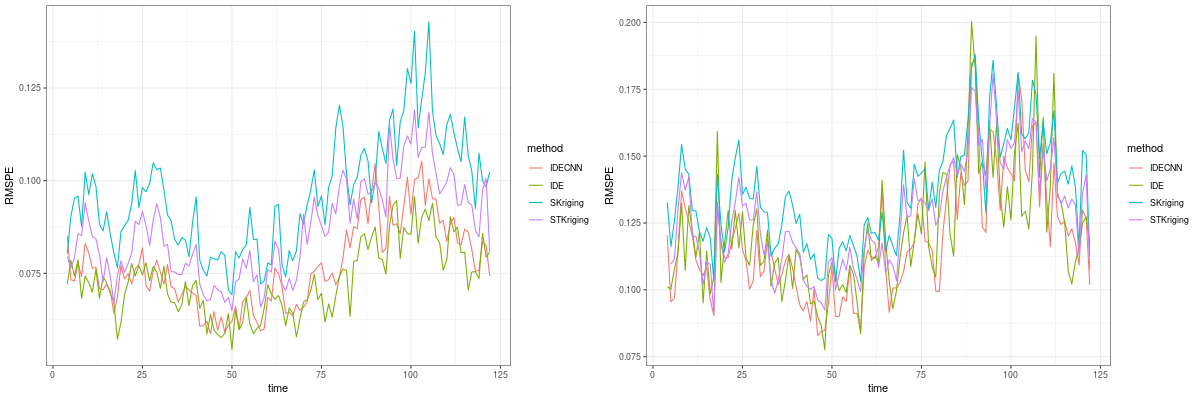 RMSPE
0.125
0.100
0.075
0
25
50
75
100
125
time
method
IDECNN
IDE
SKriging
STKriging
RMSPE
0.200
0.175
0.150
0.125
0.100
0.075
0
25
50
75
100
125
time
method
IDECNN
IDE
SKriging
STKriging